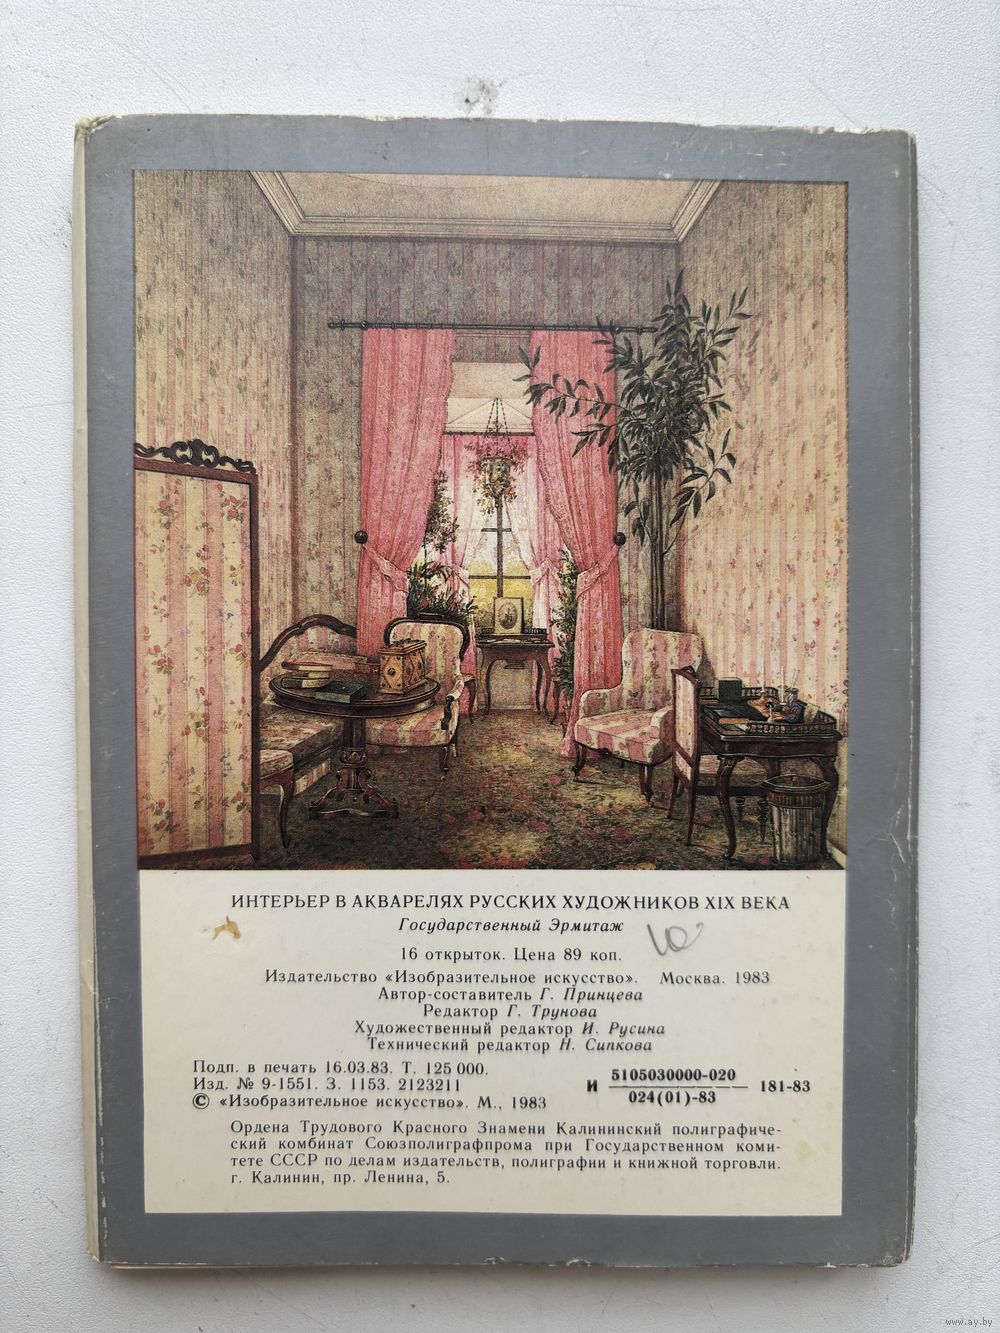 ИНТЕРЬЕР В АКВАРЕЛЯХ РУССКИХ ХУДОЖНИКОВ XIX ВЕКА
Государственный Эрмитаж
16 открыток. Цена 89 коп.
Издательство «Изобразительное искусство». Москва. 1983
Автор-составитель Г. Принцева
Редактор Г. Трунова
Художественный редактор И. Русина
Технический редактор Н. Сипкова
Подп. в печать 16.03.83. Т. 125 000.
Изд. № 9-1551. З. 1153. 2123211
© «Изобразительное искусство». М., 1983
И 5105030000-020 181-83
024(01)-83
Ордена Трудового Красного Знамени Калининский полиграфиче-
ский комбинат Союзполиграфпрома при Государственном коми-
тете СССР по делам издательств, полиграфии и книжной торговли.
г. Калинин, пр. Ленина, 5.
www.ay.by